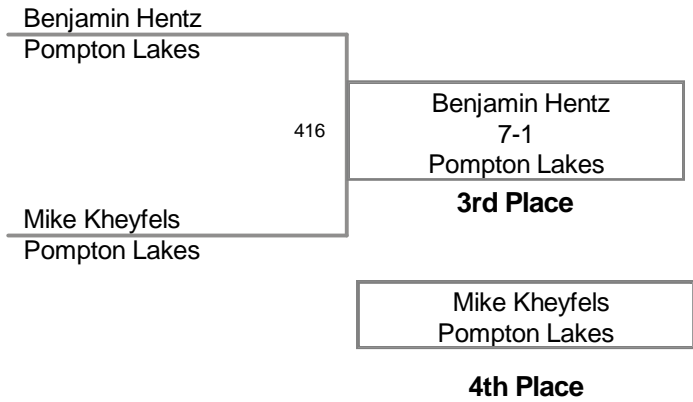 Benjamin Hentz
Pompton Lakes
416
Benjamin Hentz
7-1
Pompton Lakes
3rd Place
Mike Kheyfels
Pompton Lakes
Mike Kheyfels
Pompton Lakes
4th Place